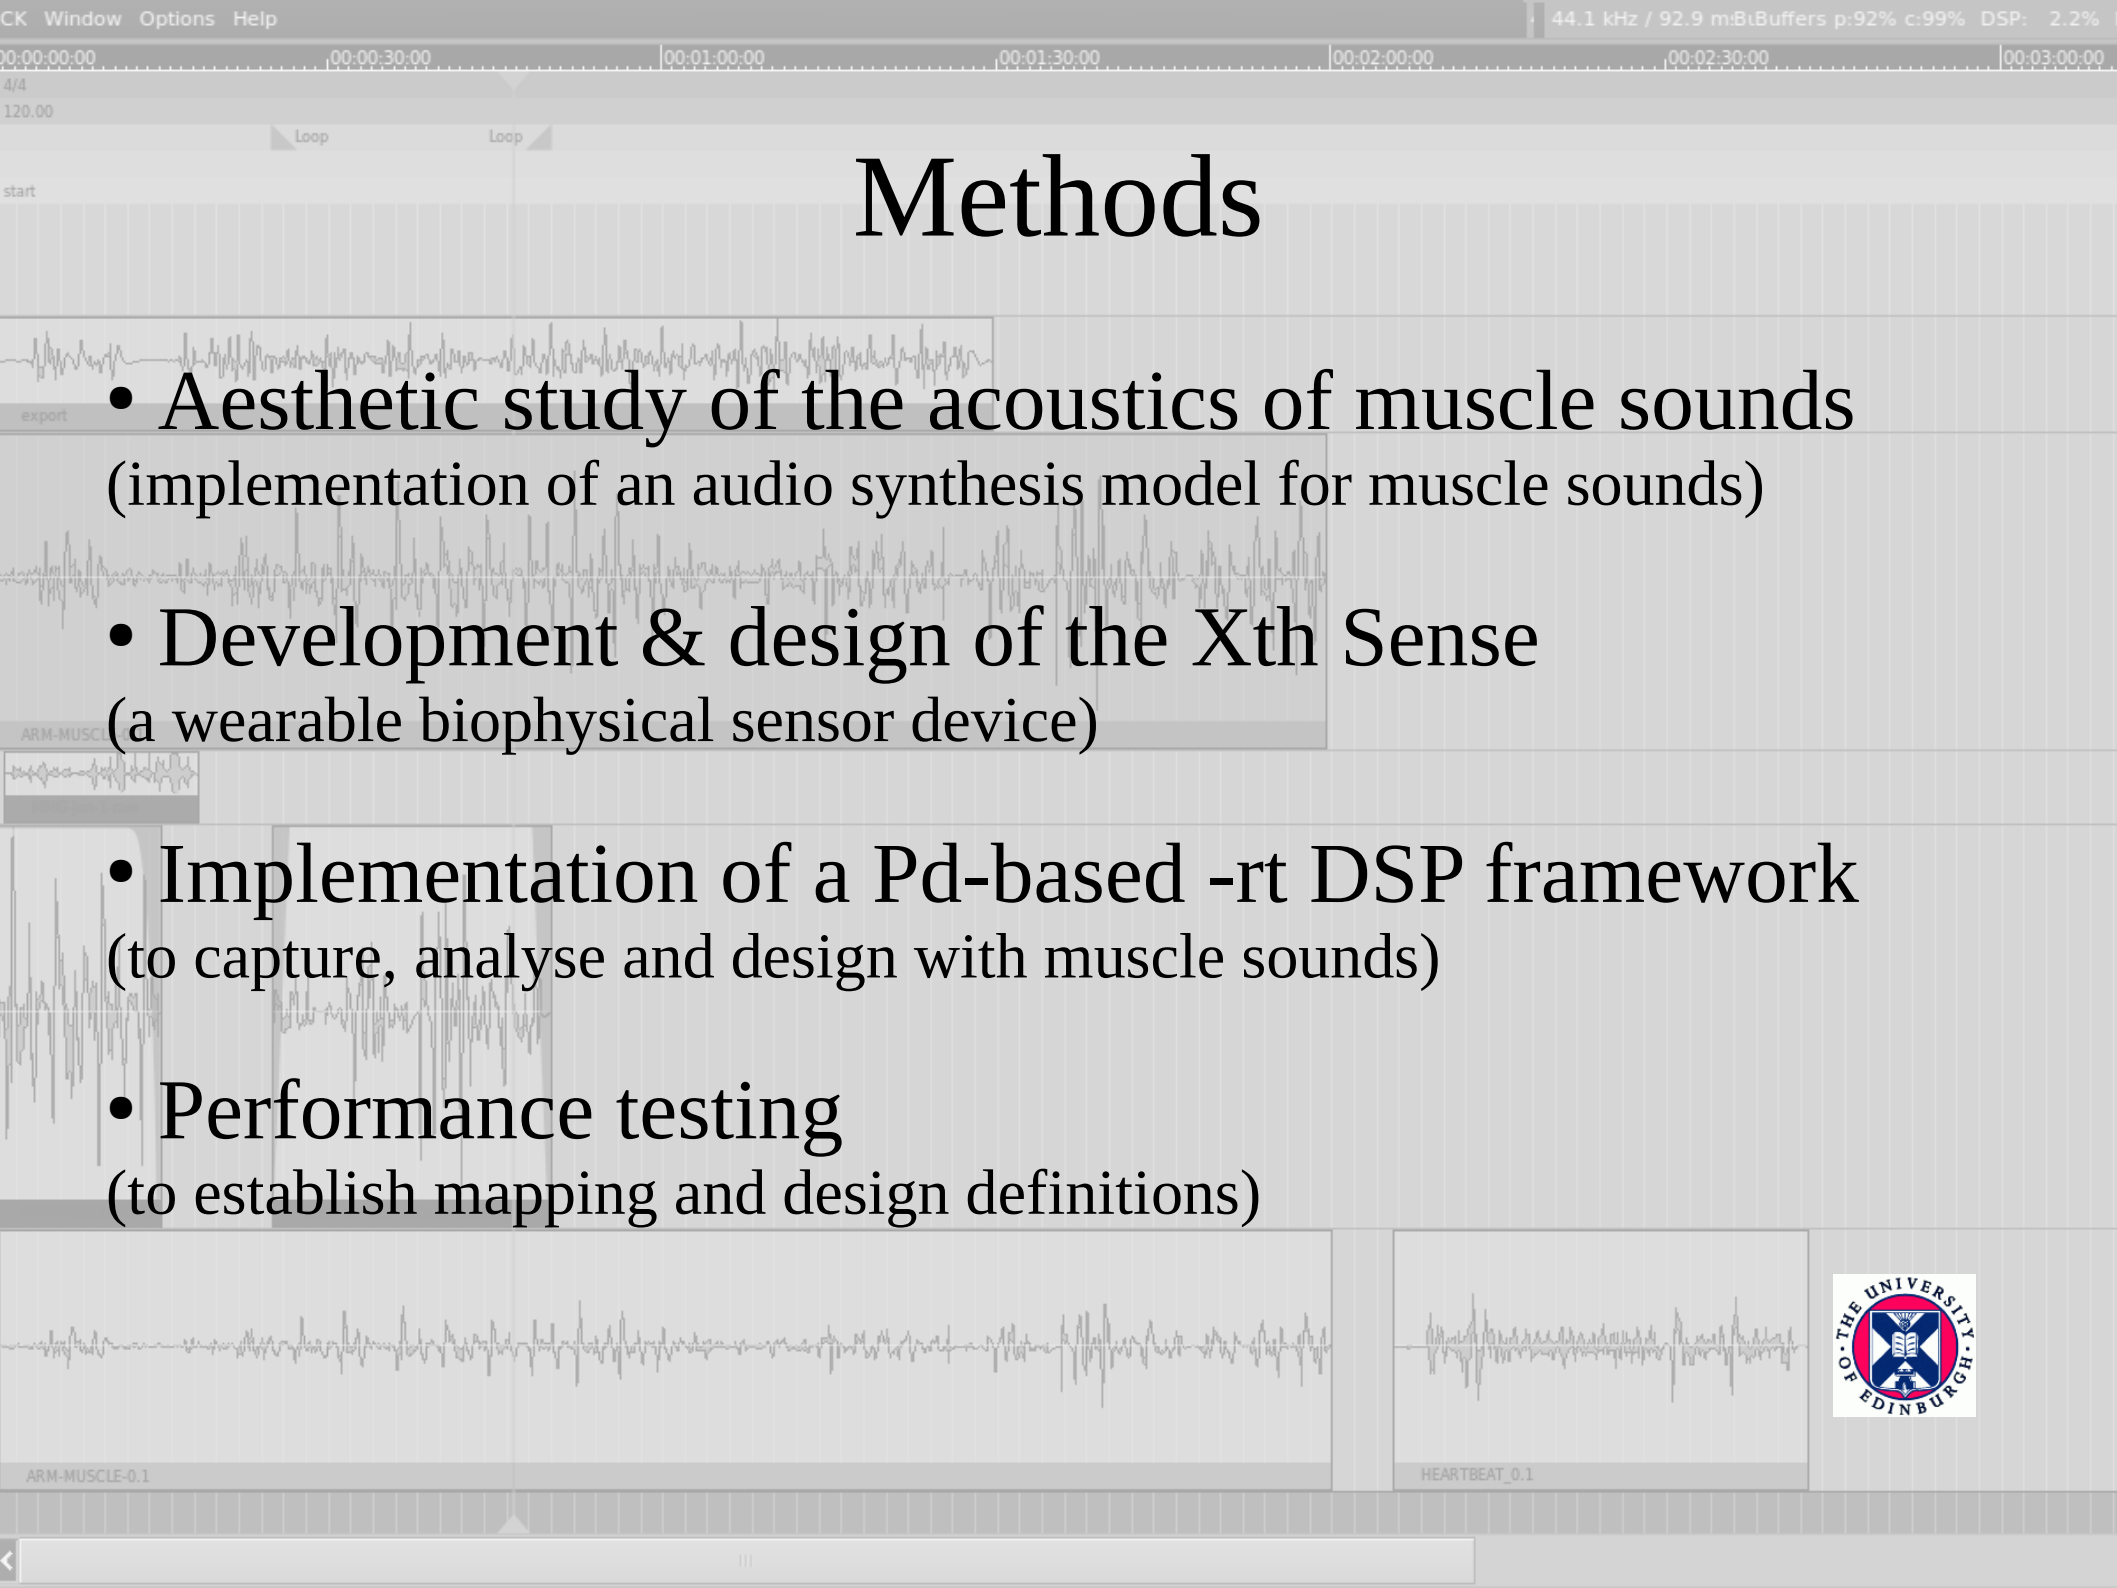 CK Window Options Help
44.1 kHz / 92.9 Buffers p:92% c:99% DSP: 2.2%
00:00:00:00 00:00:30:00 00:01:00:00 00:01:30:00 00:02:00:00 00:02:30:00 00:03:00:00
4/4
120.00
Loop Loop
start
Methods
export
• Aesthetic study of the acoustics of muscle sounds
(implementation of an audio synthesis model for muscle sounds)
• Development & design of the Xth Sense
(a wearable biophysical sensor device)
ARM-MUSCL
• Implementation of a Pd-based -rt DSP framework
(to capture, analyse and design with muscle sounds)
• Performance testing
(to establish mapping and design definitions)
THE UNIVERSITY OF EDINBURGH
ARM-MUSCLE-0.1
HEARTBEAT_0.1